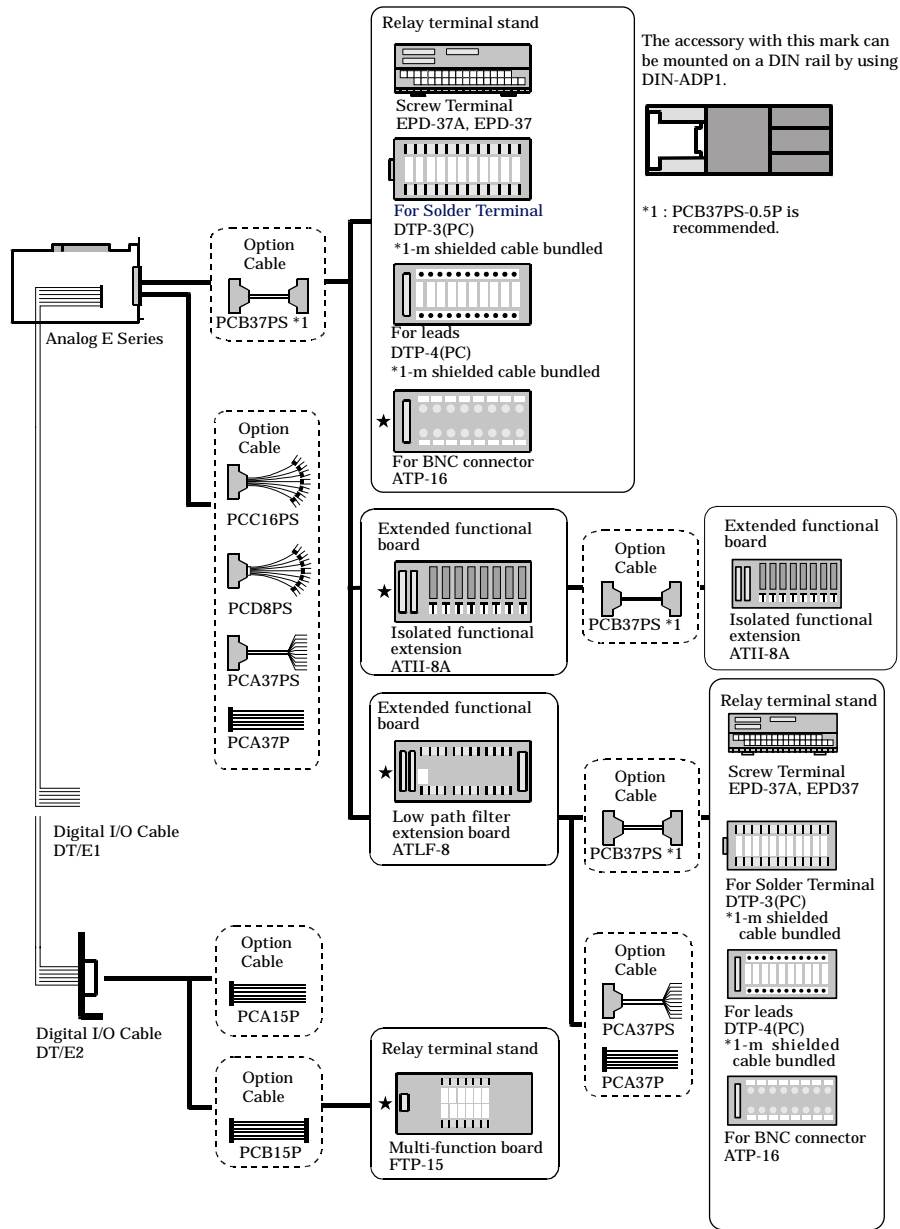 Relay terminal stand
Screw Terminal
EPD-37A, EPD-37
For Solder Terminal
DTP-3(PC)
*1-m shielded cable bundled
For leads
DTP-4(PC)
*1-m shielded cable bundled
★
For BNC connector
ATP-16
The accessory with this mark can
be mounted on a DIN rail by using
DIN-ADP1.
*1 : PCB37PS-0.5P is
recommended.
Analog E Series
Option
Cable
PCB37PS *1
Option
Cable
PCC16PS
PCD8PS
PCA37PS
PCA37P
Extended functional
board
★
Isolated functional
extension
ATII-8A
Option
Cable
PCB37PS *1
Extended functional
board
Isolated functional
extension
ATII-8A
Extended functional
board
★
Low path filter
extension board
ATLF-8
Option
Cable
PCB37PS *1
Option
Cable
PCA37PS
PCA37P
Relay terminal stand
Screw Terminal
EPD-37A, EPD37
For Solder Terminal
DTP-3(PC)
*1-m shielded
cable bundled
For leads
DTP-4(PC)
*1-m shielded
cable bundled
For BNC connector
ATP-16
Digital I/O Cable
DT/E1
Digital I/O Cable
DT/E2
Option
Cable
PCA15P
Option
Cable
PCB15P
Relay terminal stand
★
Multi-function board
FTP-15